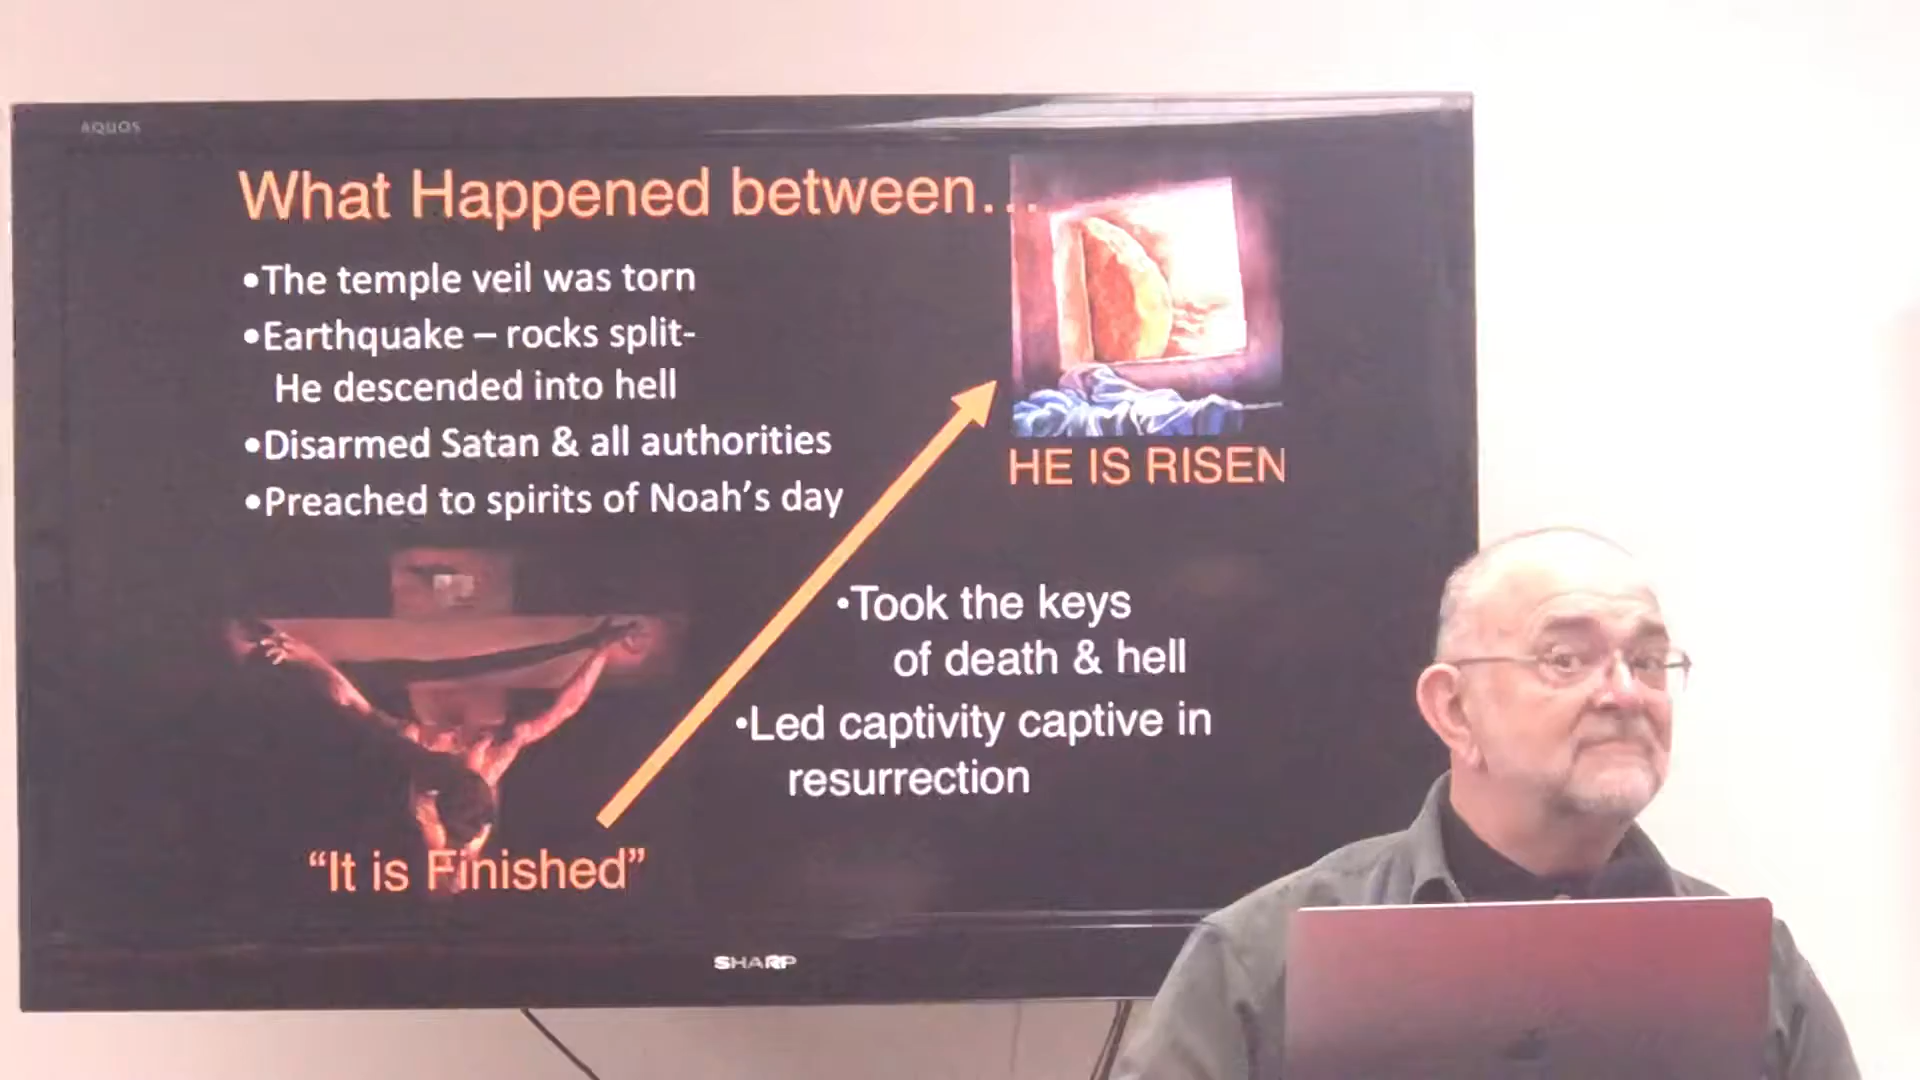 AQUOS
What Happened between...
•The temple veil was torn
•Earthquake – rocks split-
He descended into hell
•Disarmed Satan & all authorities
•Preached to spirits of Noah's day
HE IS RISEN
•Took the keys
of death & hell
•Led captivity captive in
resurrection
“It is Finished”
SHARP